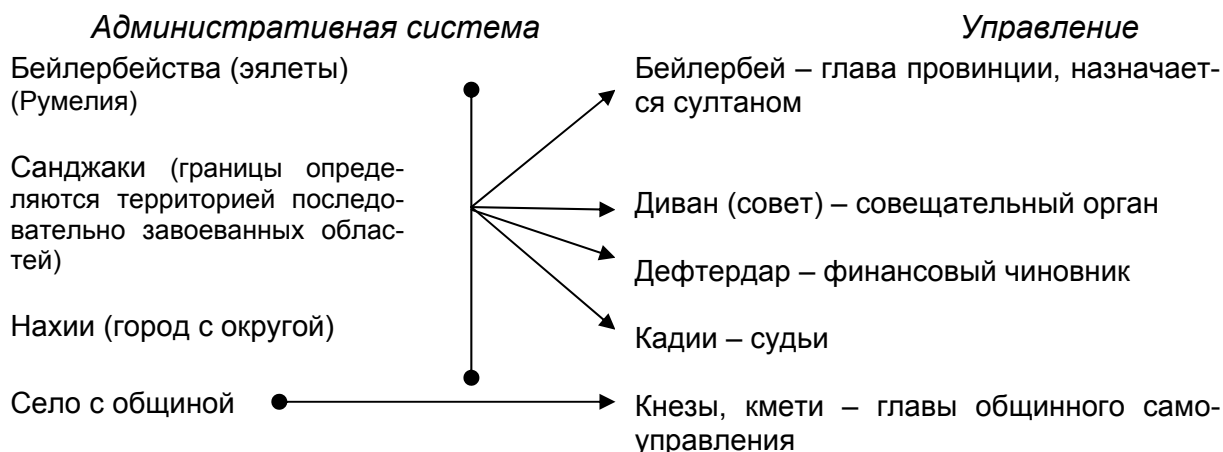 Административная система
Управление
Бейлербейства (эялеты)
(Румелия)
Санджаки (границы опреде-
ляются территорией последо-
вательно завоеванных облас-
тей)
Нахии (город с округой)
Село с общиной
Бейлербей – глава провинции, назначает-
ся султаном
Диван (совет) – совещательный орган
Дефтердар – финансовый чиновник
Кадии – судьи
Кнезы, кмети – главы общинного само-
управления